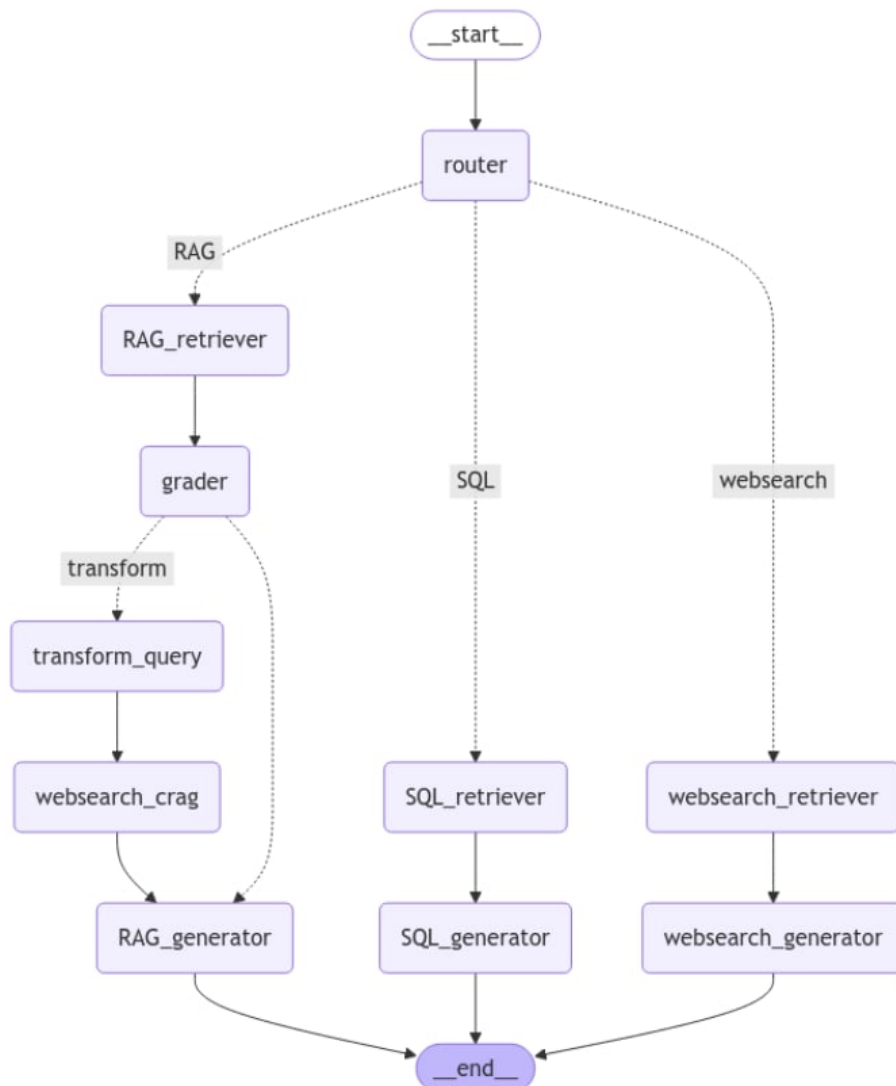 __start__
router
RAG
RAG_retriever
grader
SQL
websearch
transform
transform_query
websearch_crag
SQL_retriever
websearch_retriever
RAG_generator
SQL_generator
websearch_generator
__end__